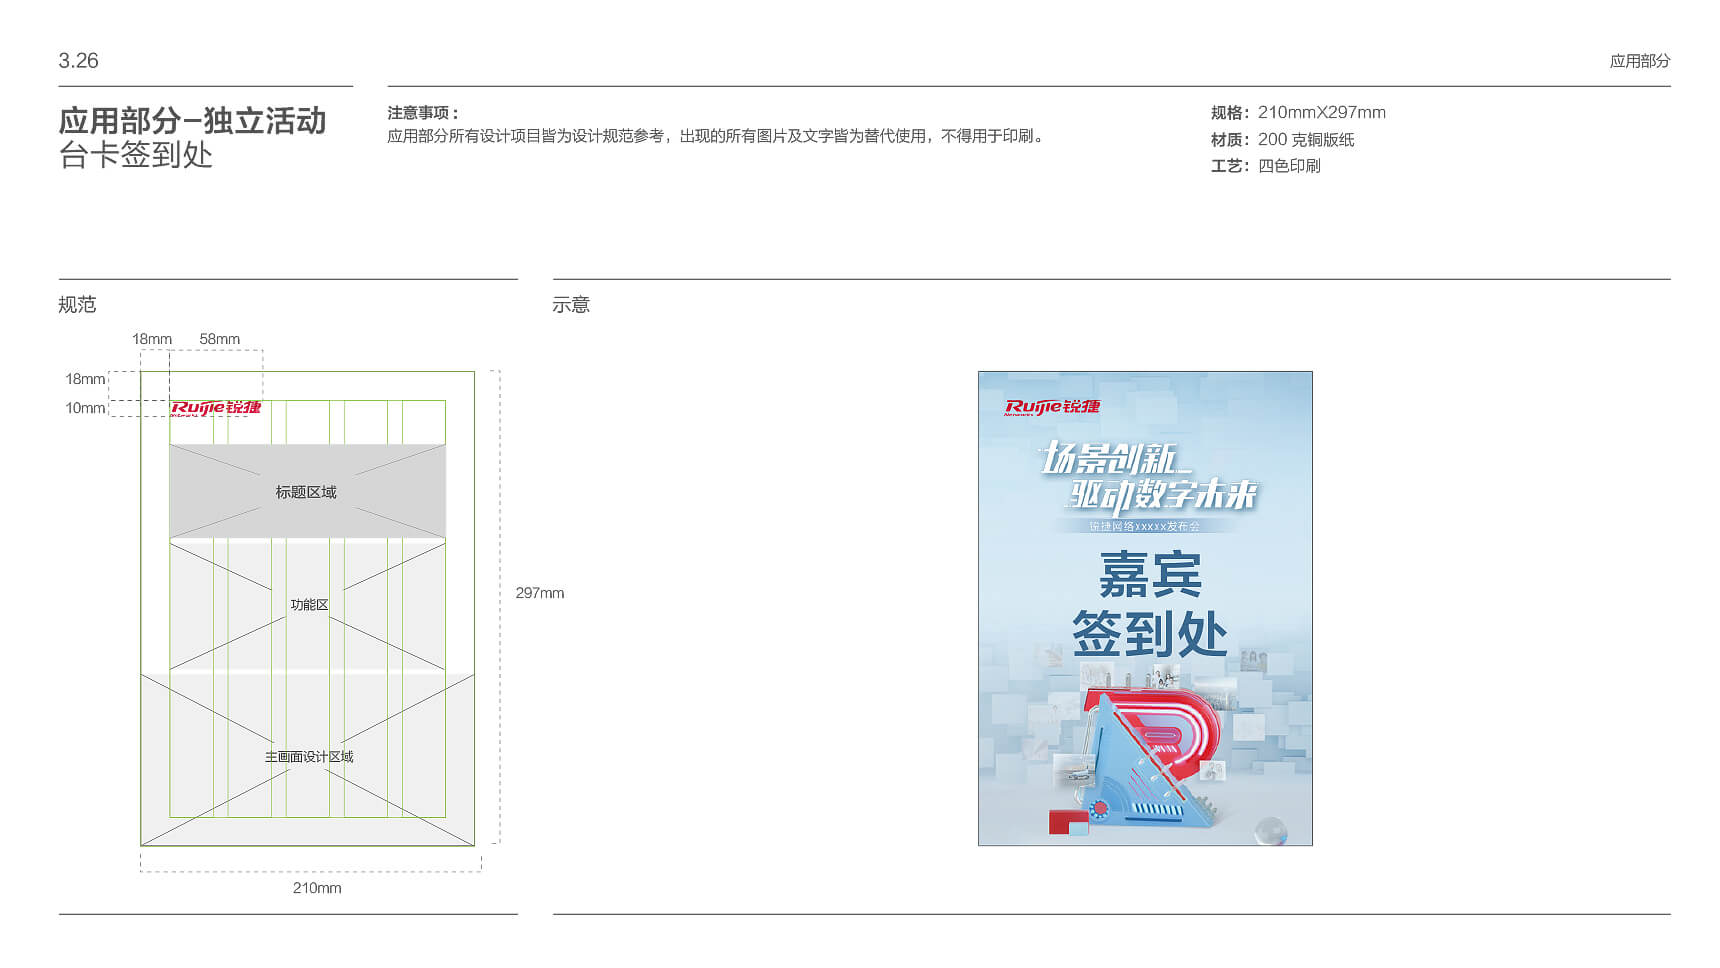 3.26
应用部分
应用部分–独立活动
台卡签到处
注意事项：
应用部分所有设计项目皆为设计规范参考，出现的所有图片及文字皆为替代使用，不得用于印刷。
规格：210mmX297mm
材质：200 克铜版纸
工艺：四色印刷
规范
示意
18mm
58mm
18mm
10mm
Ruijie锐捷
Networks
标题区域
功能区
主画面设计区域
297mm
210mm
Ruijie锐捷
Networks
场景创新_
驱动数字未来
锐捷网络xxxxx发布会
嘉宾
签到处